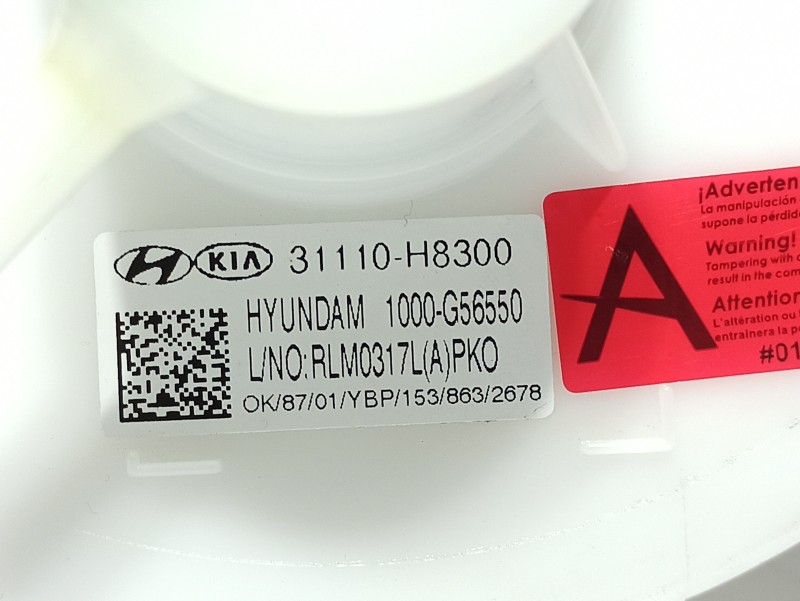 KIA 31110-H8300
HYUNDAM 1000-G56550
L/NO:RLM0317L(A)PKO
OK/87/01/YBP/153/863/2678
A
¡Adverten
La manipulación
supone la pérdid
Warning!
Tampering with
result in the com
Attention
L'altération ou
entraînera la p
#01